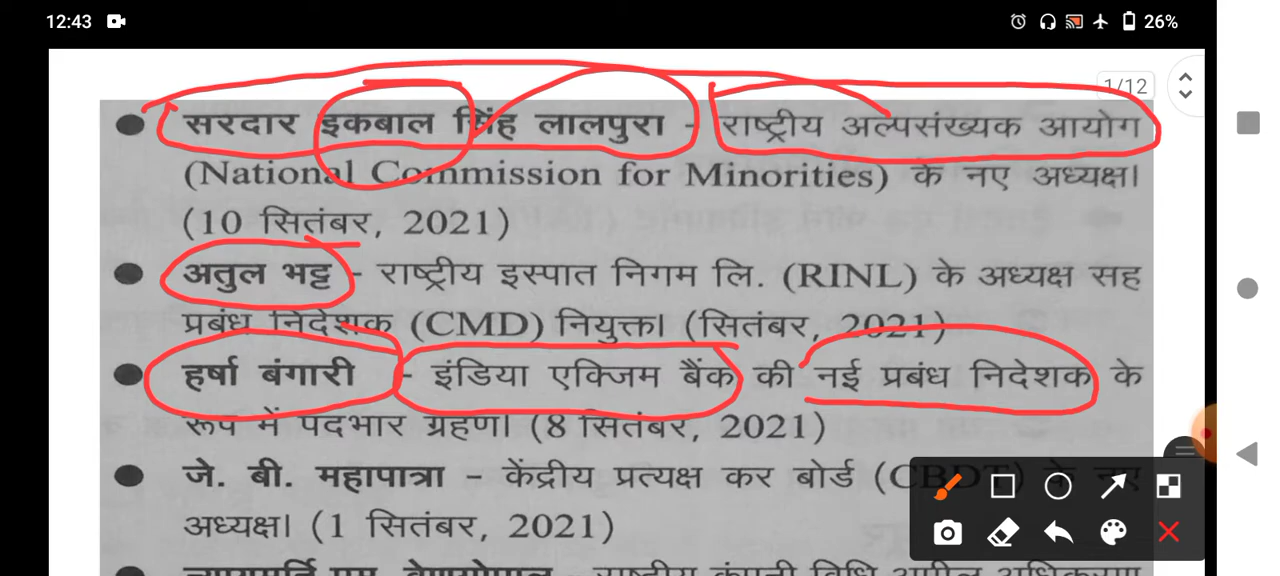 12:43
26%
1/12
● सरदार इकबाल सिंह लालपुरा - राष्ट्रीय अल्पसंख्यक आयोग
(National Commission for Minorities) के नए अध्यक्ष।
(10 सितंबर, 2021)
● अतुल भट्ट - राष्ट्रीय इस्पात निगम लि. (RINL) के अध्यक्ष सह
प्रबंध निदेशक (CMD) नियुक्त। (सितंबर, 2021)
● हर्षा बंगारी - इंडिया एक्जिम बैंक की नई प्रबंध निदेशक के
रूप में पदभार ग्रहण। (8 सितंबर, 2021)
● जे. बी. महापात्रा - केंद्रीय प्रत्यक्ष कर बोर्ड (CBDT) के नए
अध्यक्ष। (1 सितंबर, 2021)